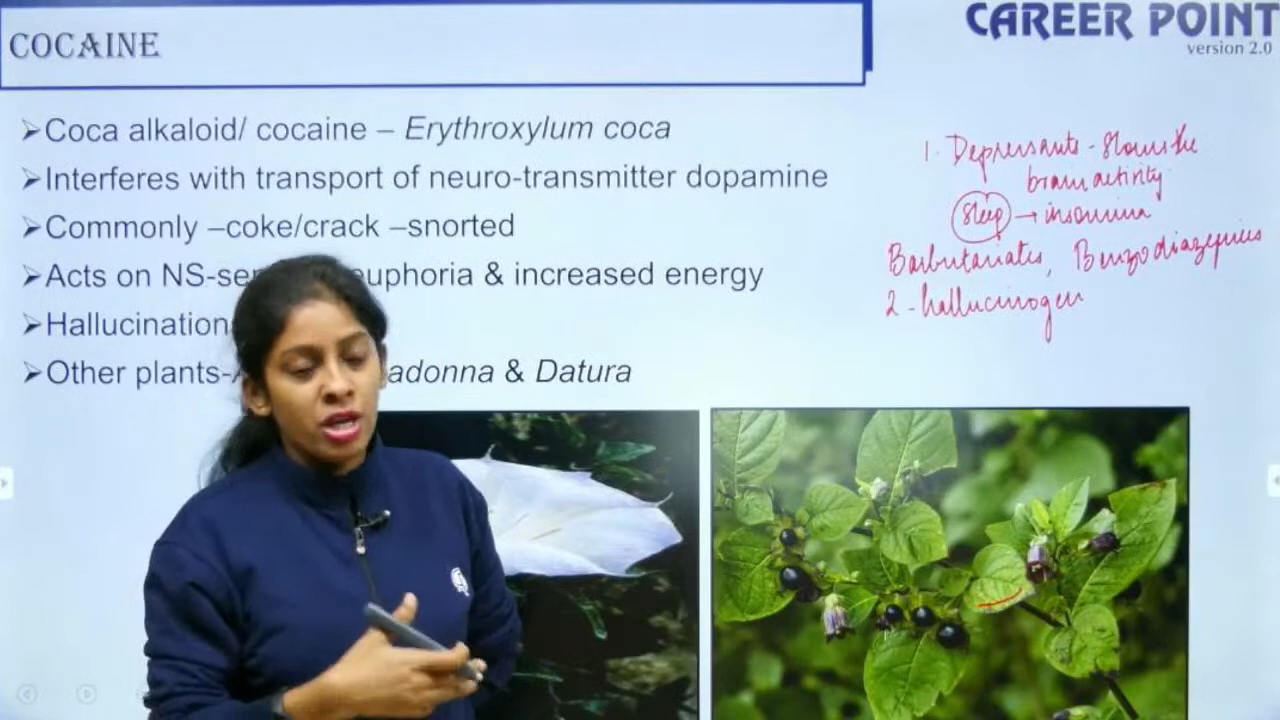 COCAINE
CAREER POINT
version 2.0
➢Coca alkaloid/ cocaine – Erythroxylum coca
➢Interferes with transport of neuro-transmitter dopamine
➢Commonly –coke/crack –snorted
➢Acts on NS-se euphoria & increased energy
➢Hallucination
➢Other plants-A adonna & Datura
1. Depressants - Slows the
brain activity
Sleep → insomnia
Barbutariates, Benzodiazepines
2 - hallucinogen